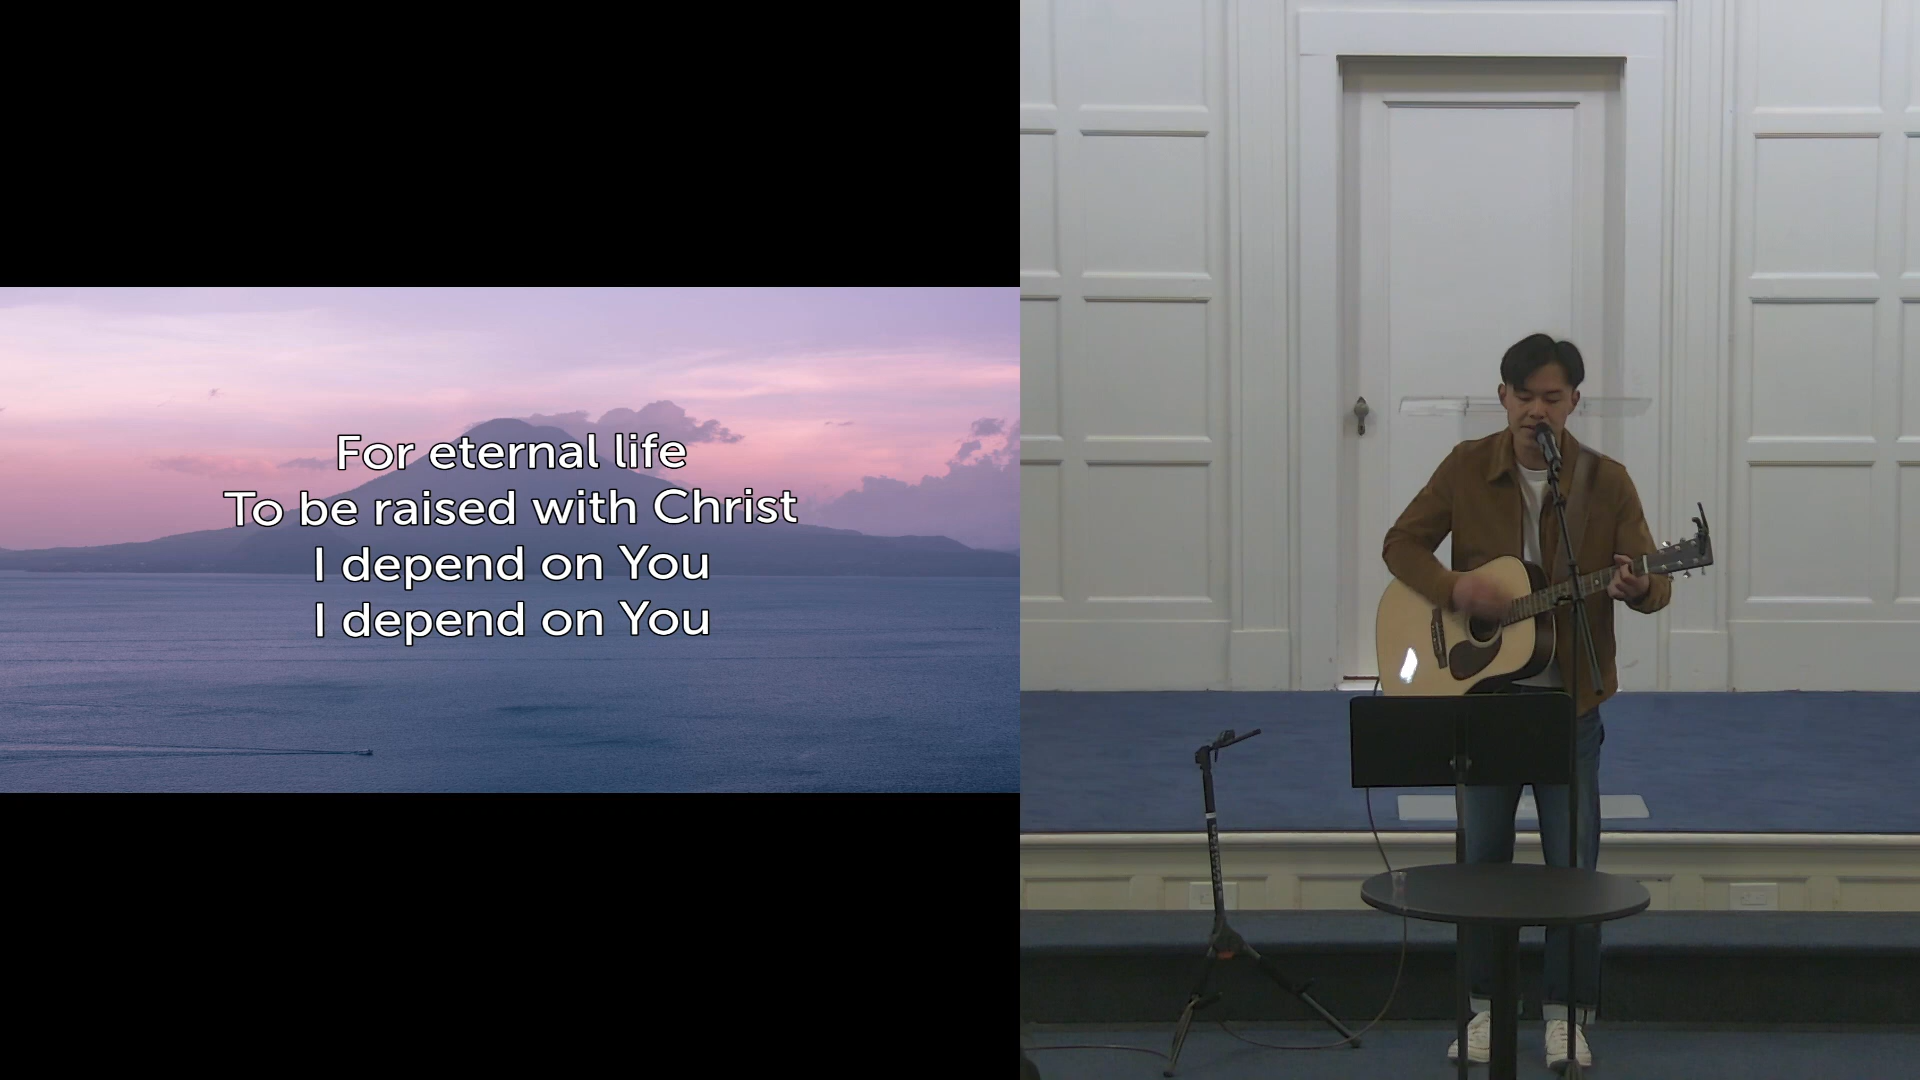 For eternal life
To be raised with Christ
I depend on You
I depend on You